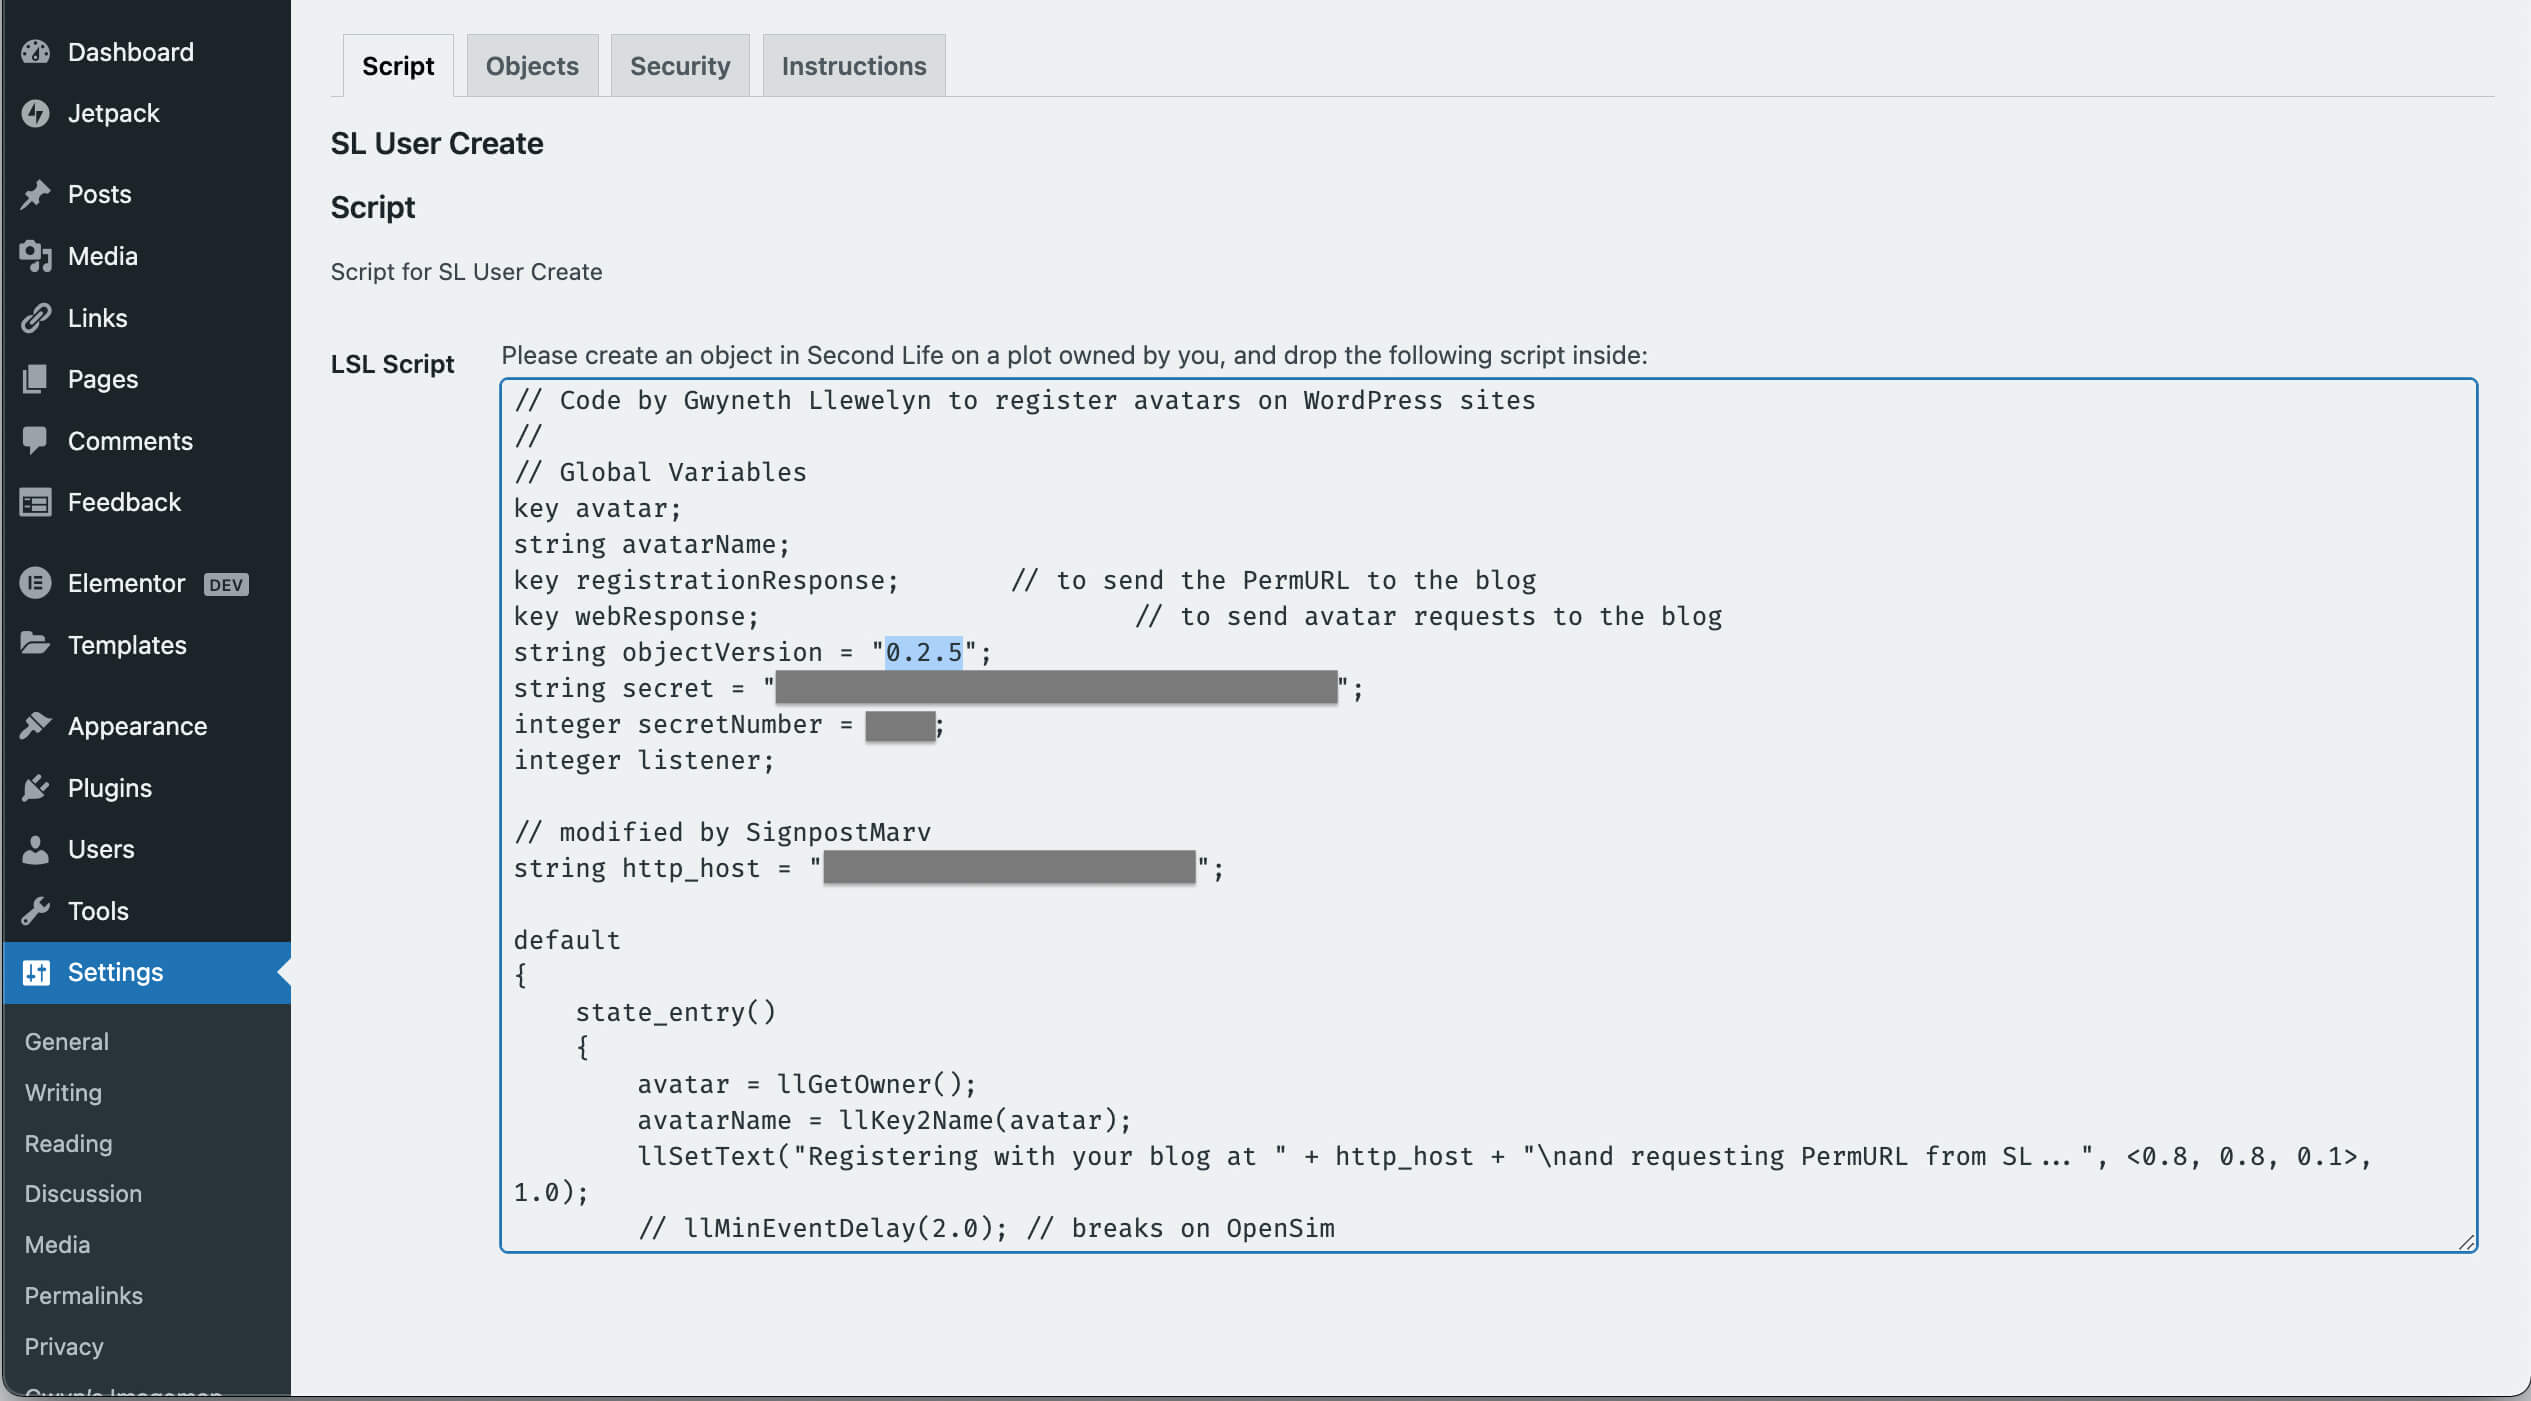 Dashboard
Jetpack
Posts
Media
Links
Pages
Comments
Feedback
Elementor DEV
Templates
Appearance
Plugins
Users
Tools
Settings
General
Writing
Reading
Discussion
Media
Permalinks
Privacy
Gwyn's Imagemap
Script Objects Security Instructions
SL User Create
Script
Script for SL User Create
LSL Script
Please create an object in Second Life on a plot owned by you, and drop the following script inside:
// Code by Gwyneth Llewelyn to register avatars on WordPress sites
//
// Global Variables
key avatar;
string avatarName;
key registrationResponse; // to send the PermURL to the blog
key webResponse; // to send avatar requests to the blog
string objectVersion = "0.2.5";
string secret = "";
integer secretNumber = ;
integer listener;
// modified by SignpostMarv
string http_host = "";
default
{
state_entry()
{
avatar = llGetOwner();
avatarName = llKey2Name(avatar);
llSetText("Registering with your blog at " + http_host + "\nand requesting PermURL from SL...", <0.8, 0.8, 0.1>,
1.0);
// llMinEventDelay(2.0); // breaks on OpenSim